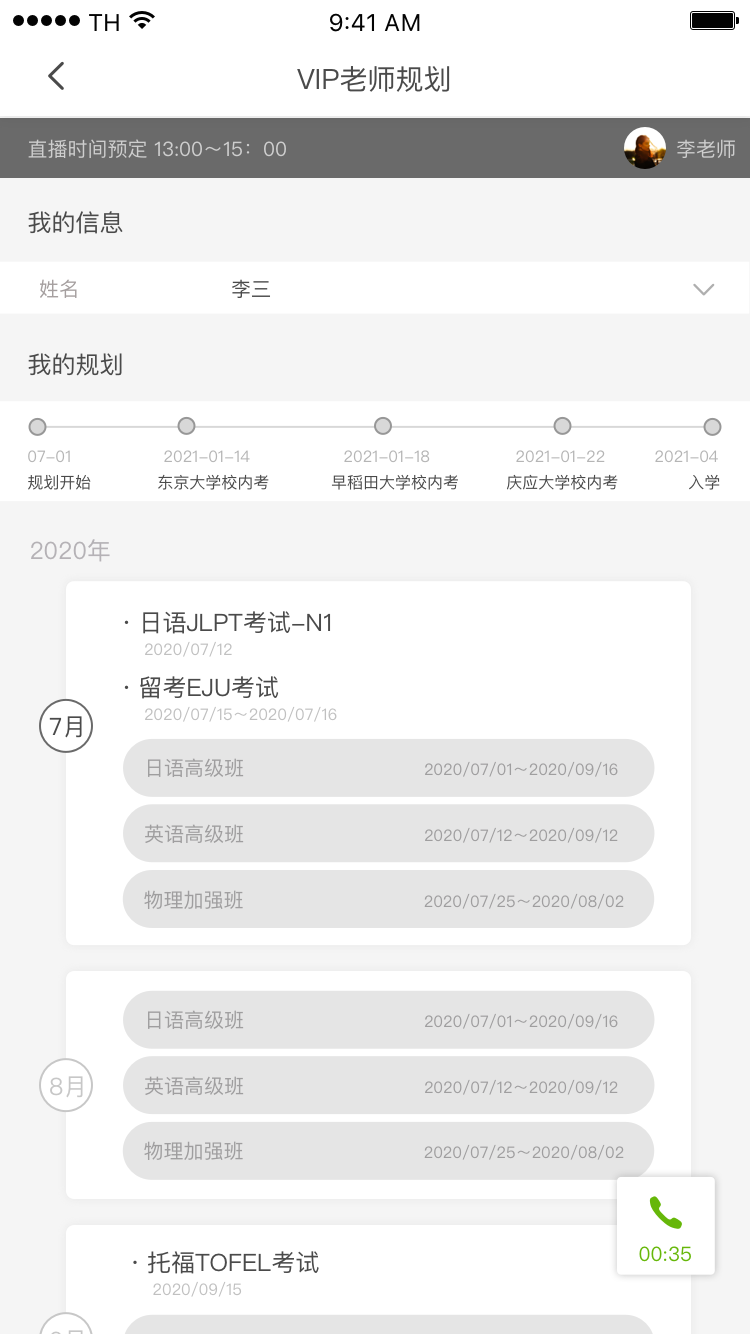 TH 9:41 AM
VIP老师规划
直播时间预定 13:00～15：00 李老师
我的信息
姓名 李三
我的规划
07-01 2021-01-14 2021-01-18 2021-01-22 2021-04
规划开始 东京大学校内考 早稻田大学校内考 庆应大学校内考 入学
2020年
· 日语JLPT考试-N1
2020/07/12
· 留考EJU考试
2020/07/15～2020/07/16
7月
日语高级班 2020/07/01～2020/09/16
英语高级班 2020/07/12～2020/09/12
物理加强班 2020/07/25～2020/08/02
日语高级班 2020/07/01～2020/09/16
8月
英语高级班 2020/07/12～2020/09/12
物理加强班 2020/07/25～2020/08/02
00:35
· 托福TOFEL考试
2020/09/15